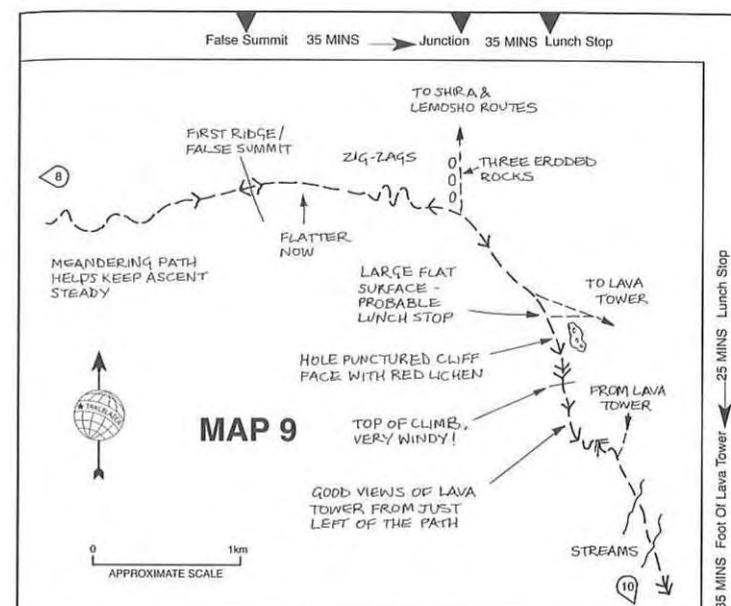 False Summit 35 MINS Junction 35 MINS Lunch Stop
TO SHIRA &
LEMOSHO ROUTES
FIRST RIDGE/
FALSE SUMMIT
ZIG-ZAGS
THREE ERODED
ROCKS
8
FLATTER
NOW
MEANDERING PATH
HELPS KEEP ASCENT
STEADY
LARGE FLAT
SURFACE -
PROBABLE
LUNCH STOP
TO LAVA
TOWER
HOLE PUNCTURED CLIFF
FACE WITH RED LICHEN
FROM LAVA
TOWER
TRAILBLAZER
MAP 9
TOP OF CLIMB,
VERY WINDY!
GOOD VIEWS OF LAVA
TOWER FROM JUST
LEFT OF THE PATH
STREAMS
0 1km
APPROXIMATE SCALE
10
35 MINS Foot Of Lava Tower 25 MINS Lunch Stop